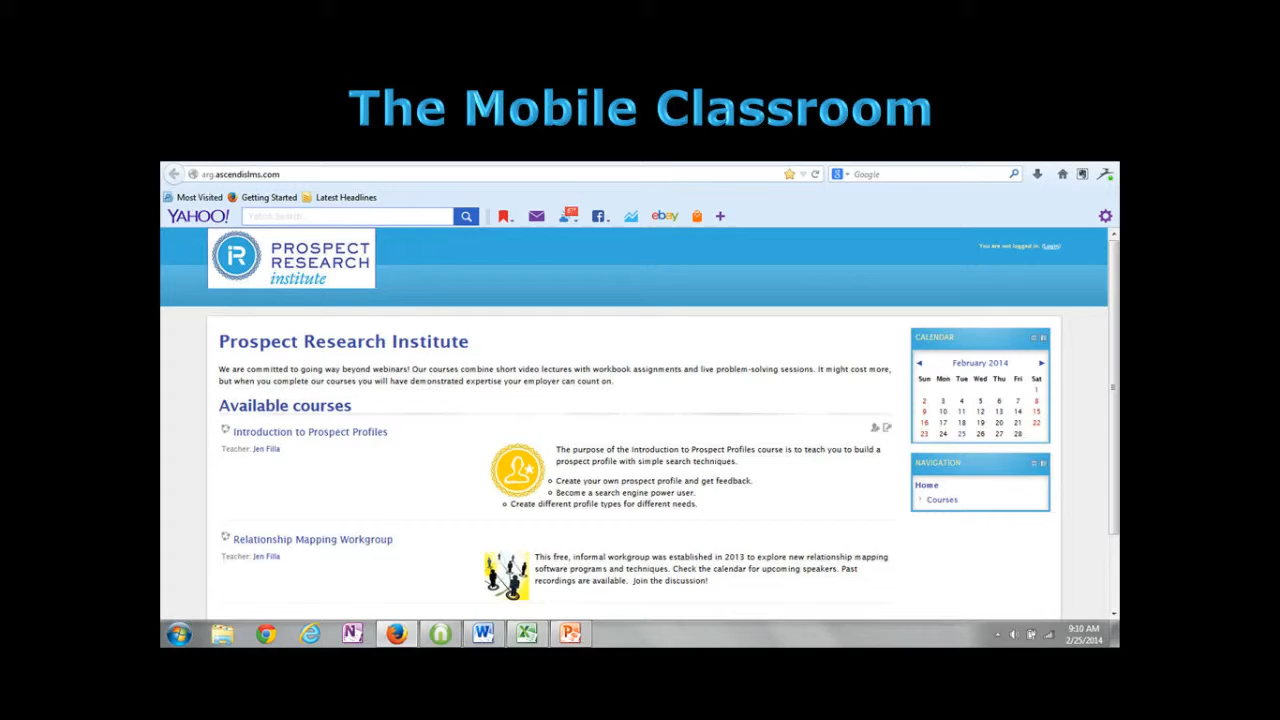 The Mobile Classroom
arg.ascendislms.com
Google
Most Visited Getting Started Latest Headlines
YAHOO! Yahoo Search... ebay
PROSPECT
RESEARCH
institute
You are not logged in. (Login)
Prospect Research Institute
We are committed to going way beyond webinars! Our courses combine short video lectures with workbook assignments and live problem-solving sessions. It might cost more,
but when you complete our courses you will have demonstrated expertise your employer can count on.
Available courses
Introduction to Prospect Profiles
Teacher: Jen Filla
The purpose of the Introduction to Prospect Profiles course is to teach you to build a
prospect profile with simple search techniques.
Create your own prospect profile and get feedback.
Become a search engine power user.
Create different profile types for different needs.
Relationship Mapping Workgroup
Teacher: Jen Filla
This free, informal workgroup was established in 2013 to explore new relationship mapping
software programs and techniques. Check the calendar for upcoming speakers. Past
recordings are available. Join the discussion!
CALENDAR
February 2014
Sun Mon Tue Wed Thu Fri Sat
1
2 3 4 5 6 7 8
9 10 11 12 13 14 15
16 17 18 19 20 21 22
23 24 25 26 27 28
NAVIGATION
Home
Courses
9:10 AM
2/25/2014